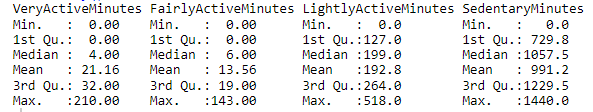 VeryActiveMinutes FairlyActiveMinutes LightlyActiveMinutes SedentaryMinutes
Min.   :  0.00    Min.   :  0.00      Min.   :  0.0        Min.   :   0.0
1st Qu.:  0.00    1st Qu.:  0.00      1st Qu.:127.0        1st Qu.: 729.8
Median :  4.00    Median :  6.00      Median :199.0        Median :1057.5
Mean   : 21.16    Mean   : 13.56      Mean   :192.8        Mean   : 991.2
3rd Qu.: 32.00    3rd Qu.: 19.00      3rd Qu.:264.0        3rd Qu.:1229.5
Max.   :210.00    Max.   :143.00      Max.   :518.0        Max.   :1440.0